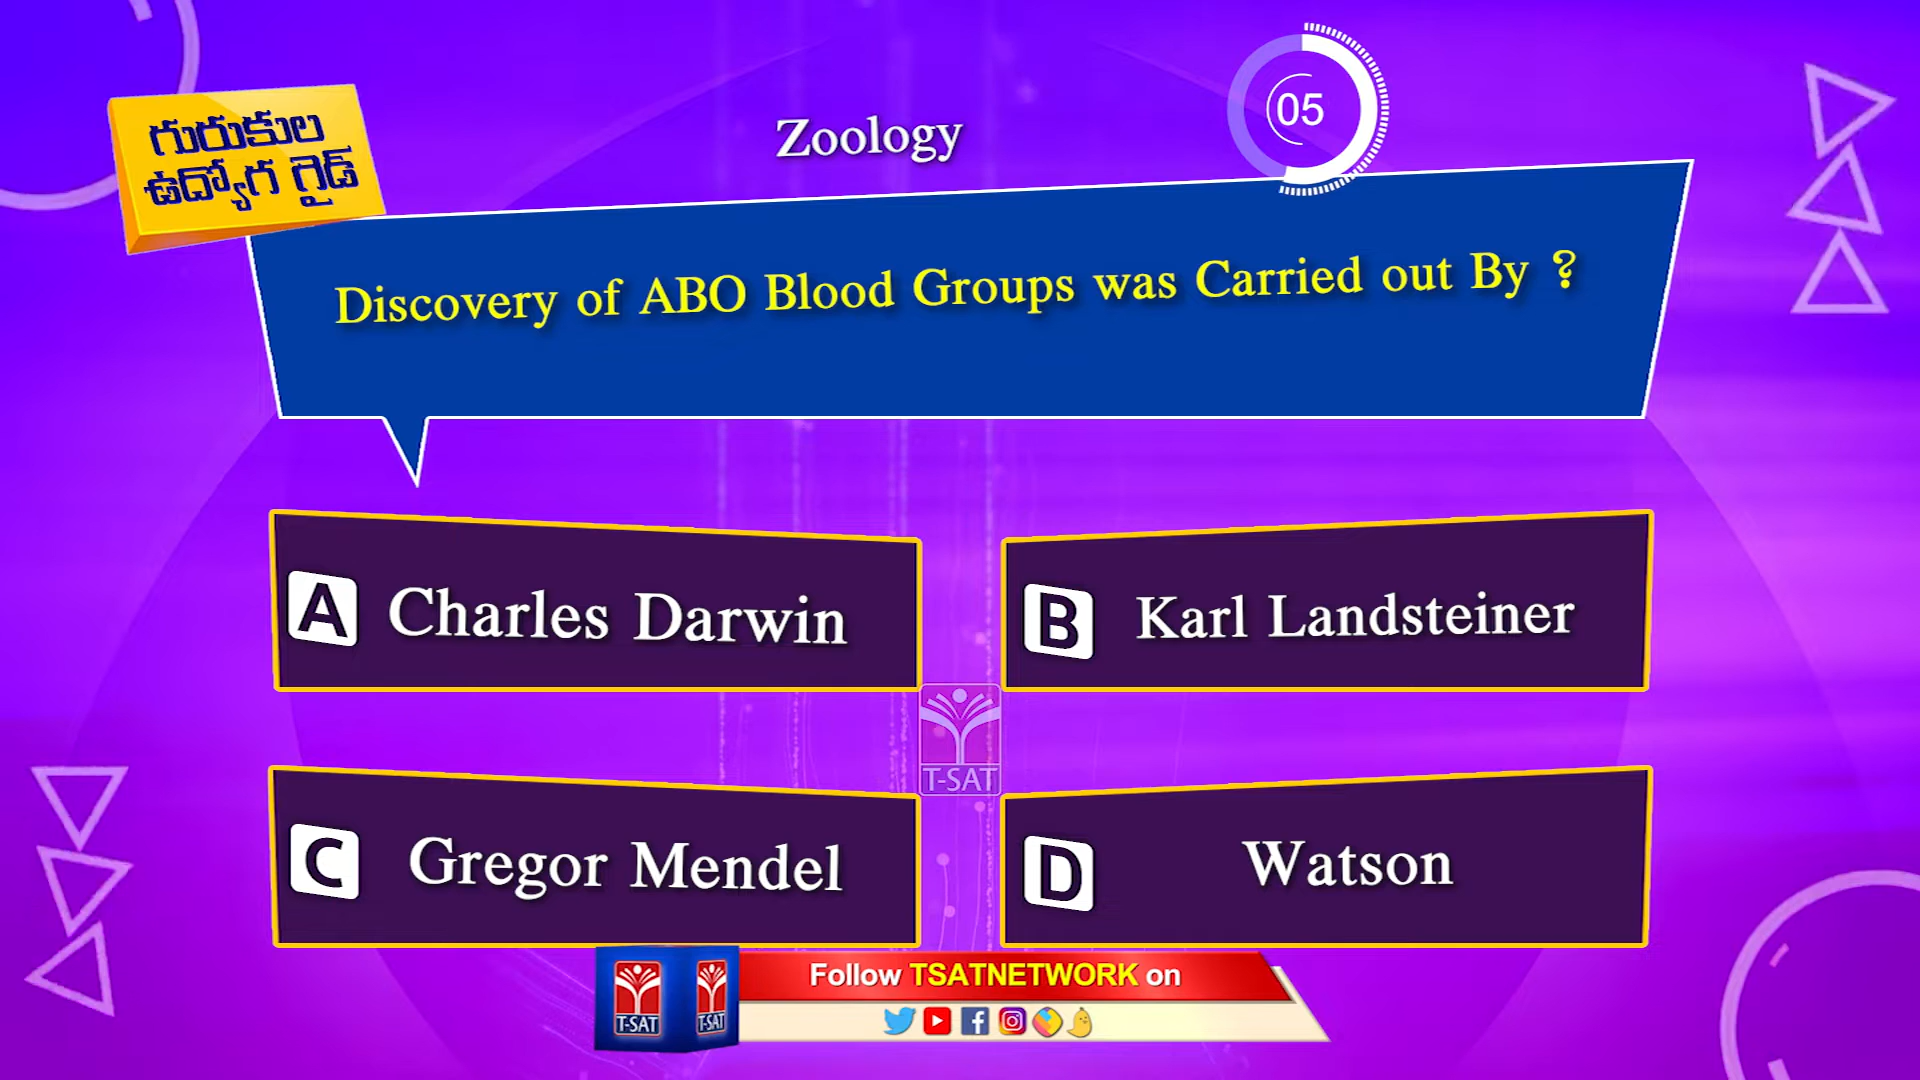 గురుకుల
ఉద్యోగ గైడ్
Zoology
05
Discovery of ABO Blood Groups was Carried out By ?
A Charles Darwin
B Karl Landsteiner
C Gregor Mendel
D Watson
T-SAT
T-SAT T-SAT
Follow TSATNETWORK on